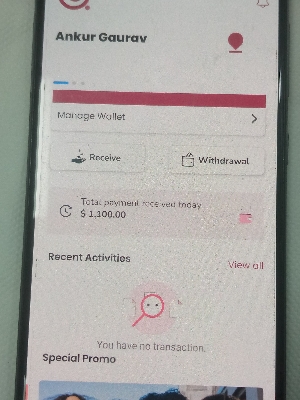 Ankur Gaurav
Manage Wallet
Receive
Withdrawal
Total payment received today
$ 1,100.00
Recent Activities
View all
You have no transaction.
Special Promo